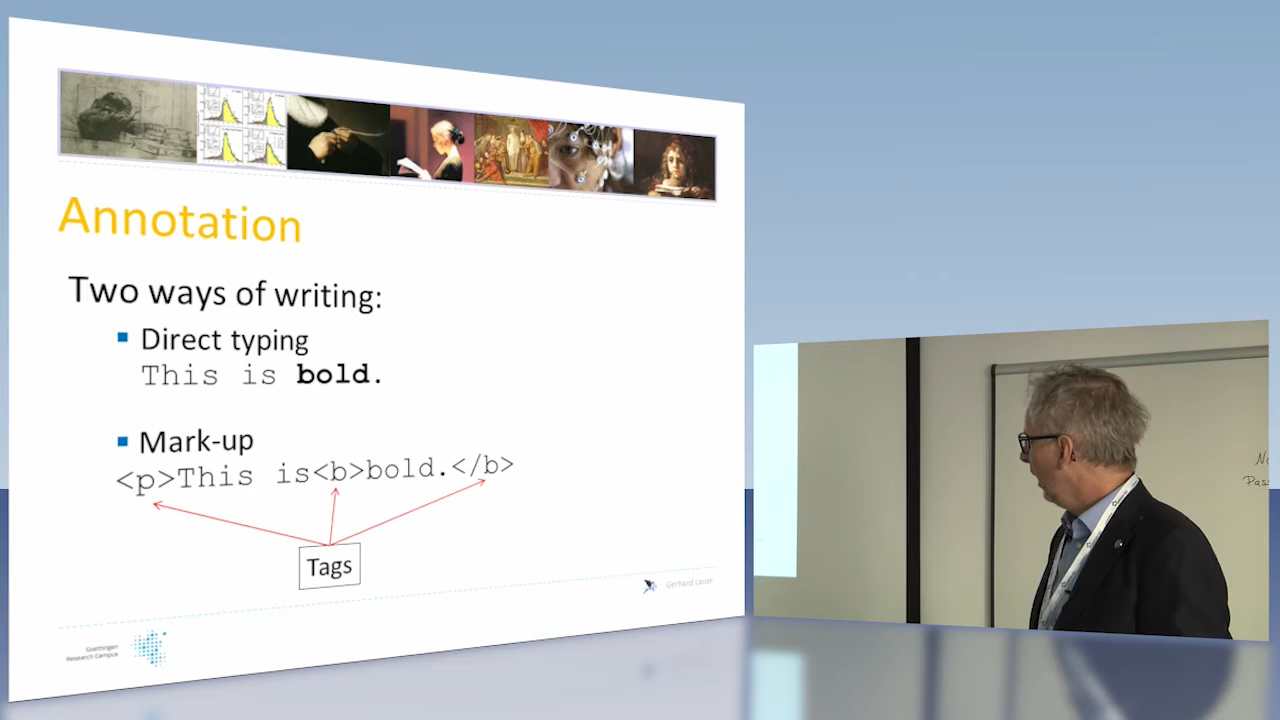 Annotation
Two ways of writing:
Direct typing
This is bold.
Mark-up
<p>This is<b>bold.</b>
Tags
Gerhard Lauer
Goettingen
Research Campus